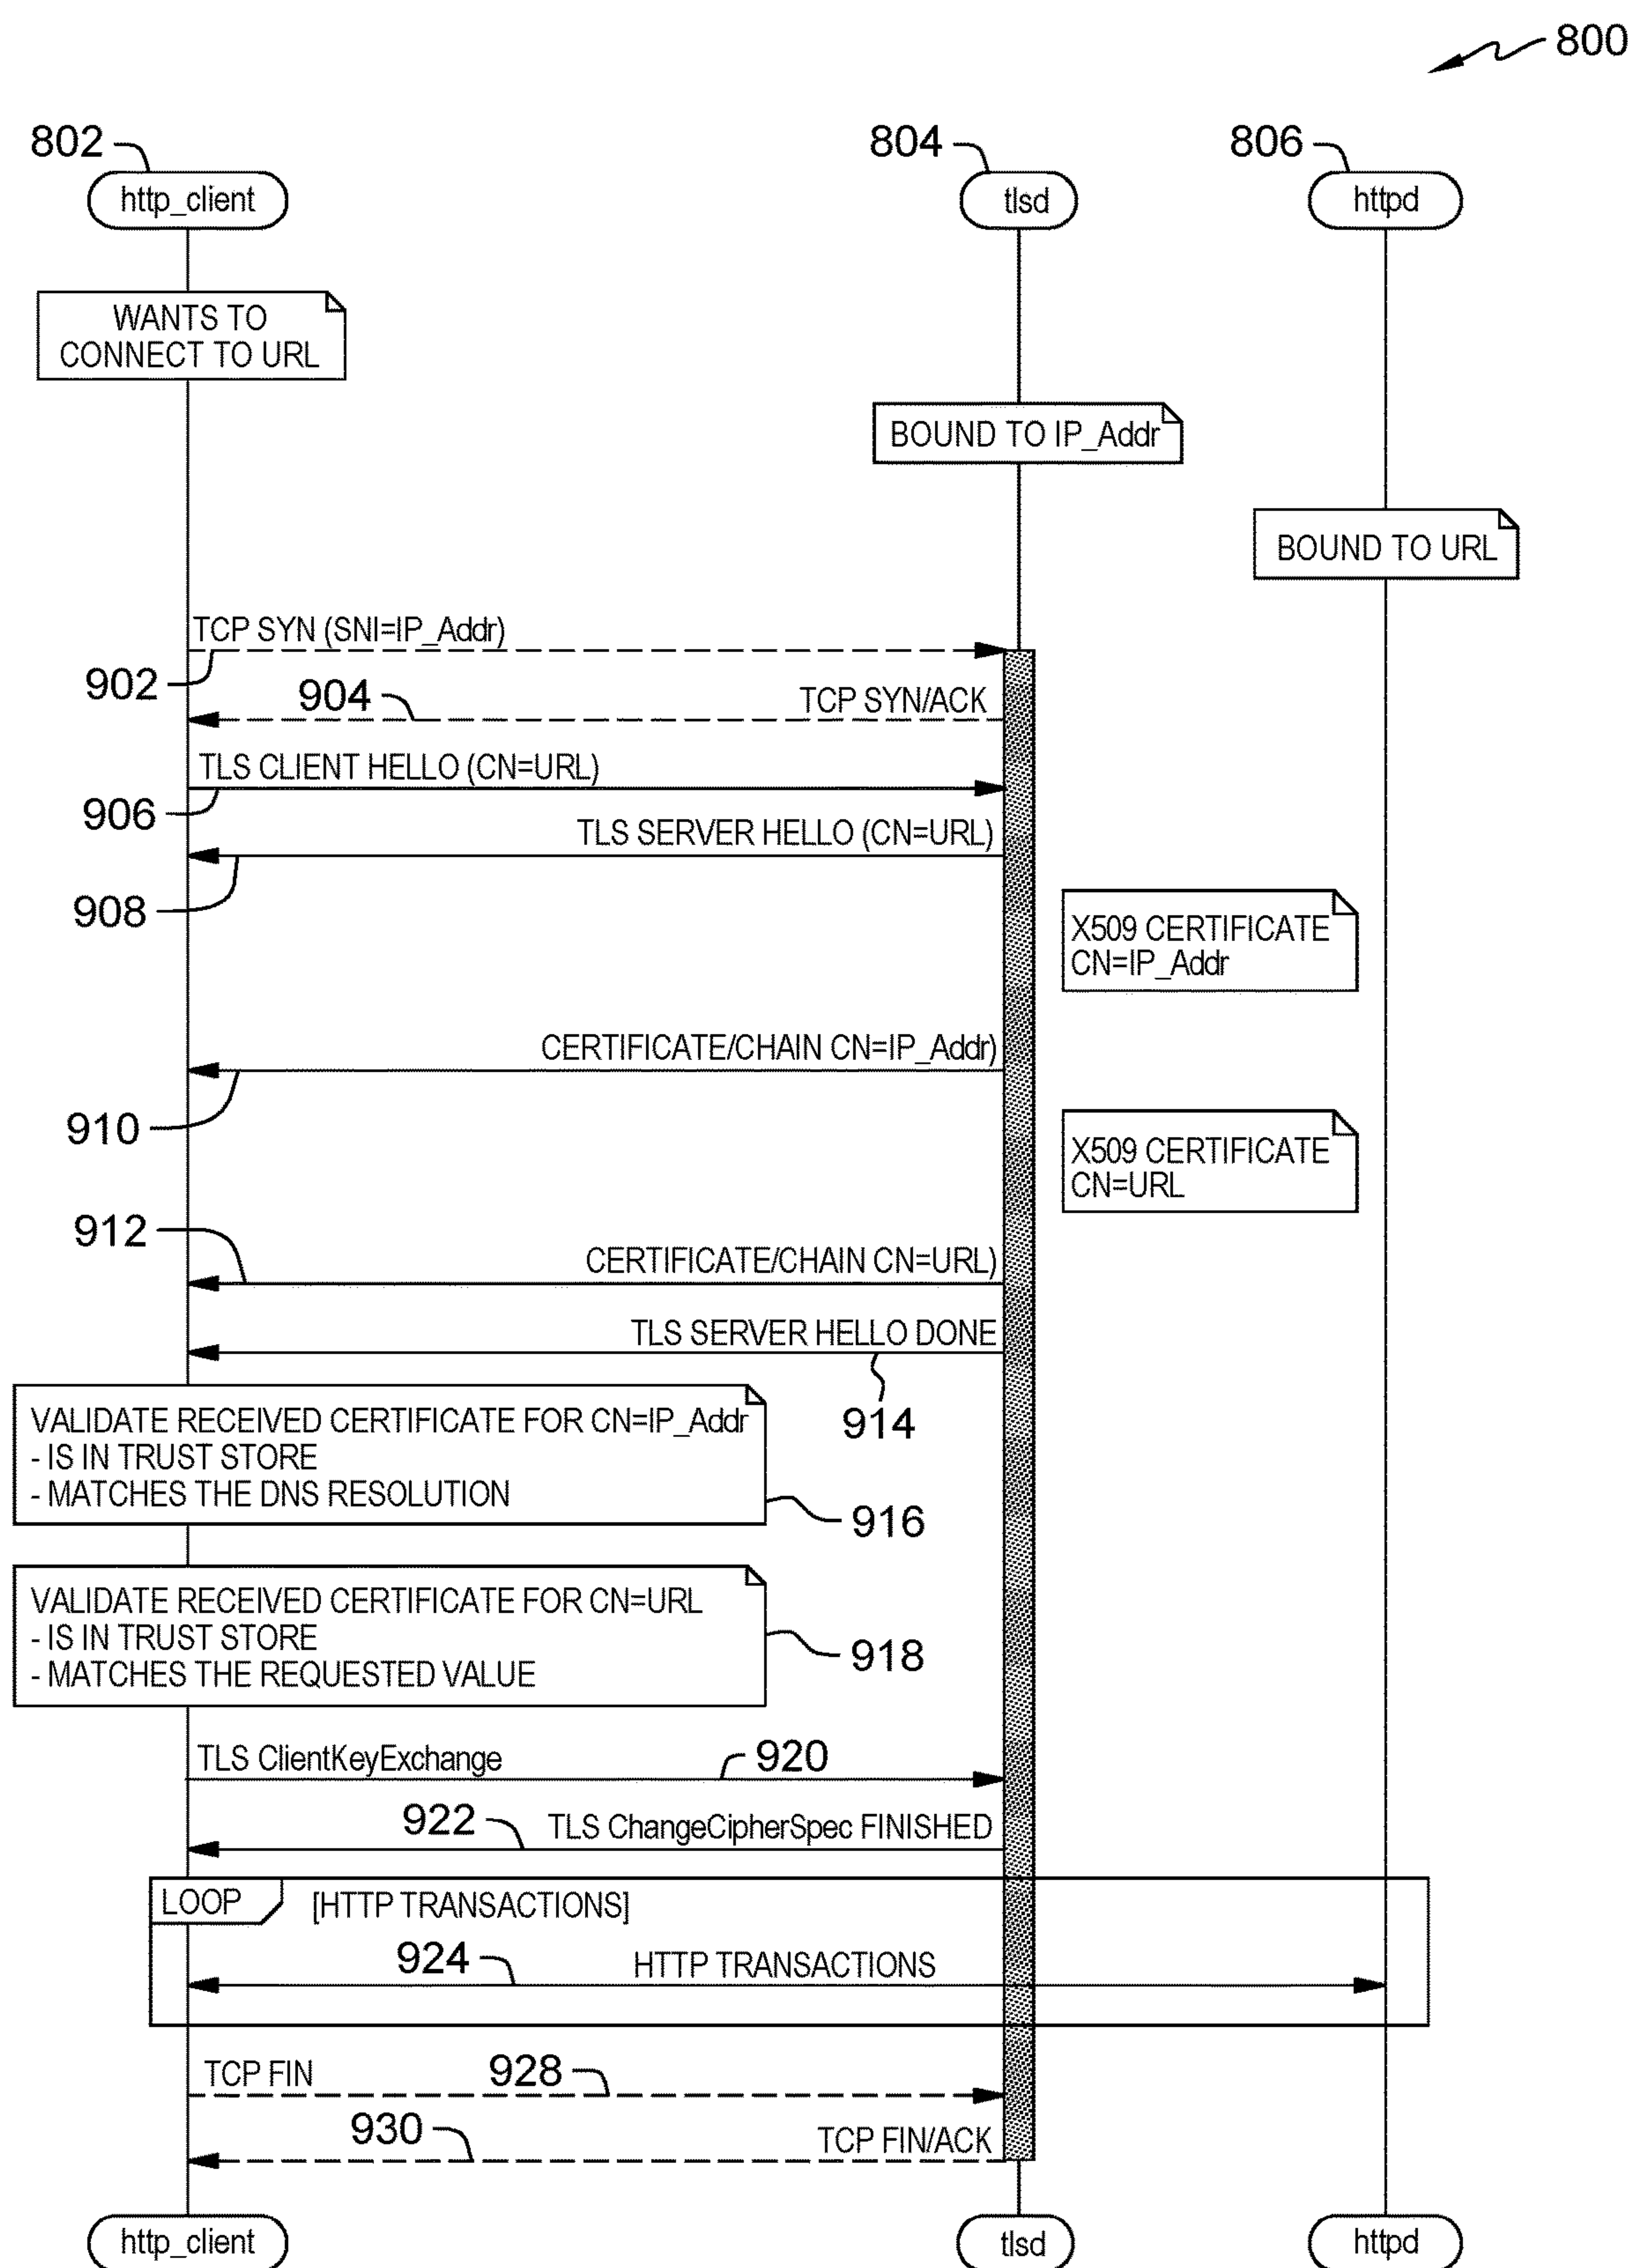 800
802
804
806
http_client
tlsd
httpd
WANTS TO
CONNECT TO URL
BOUND TO IP_Addr
BOUND TO URL
TCP SYN (SNI=IP_Addr)
902
904
TCP SYN/ACK
TLS CLIENT HELLO (CN=URL)
906
TLS SERVER HELLO (CN=URL)
908
X509 CERTIFICATE
CN=IP_Addr
CERTIFICATE/CHAIN CN=IP_Addr)
910
X509 CERTIFICATE
CN=URL
912
CERTIFICATE/CHAIN CN=URL)
TLS SERVER HELLO DONE
914
VALIDATE RECEIVED CERTIFICATE FOR CN=IP_Addr
- IS IN TRUST STORE
- MATCHES THE DNS RESOLUTION
916
VALIDATE RECEIVED CERTIFICATE FOR CN=URL
- IS IN TRUST STORE
- MATCHES THE REQUESTED VALUE
918
TLS ClientKeyExchange
920
922
TLS ChangeCipherSpec FINISHED
LOOP
[HTTP TRANSACTIONS]
924
HTTP TRANSACTIONS
TCP FIN
928
930
TCP FIN/ACK
http_client
tlsd
httpd